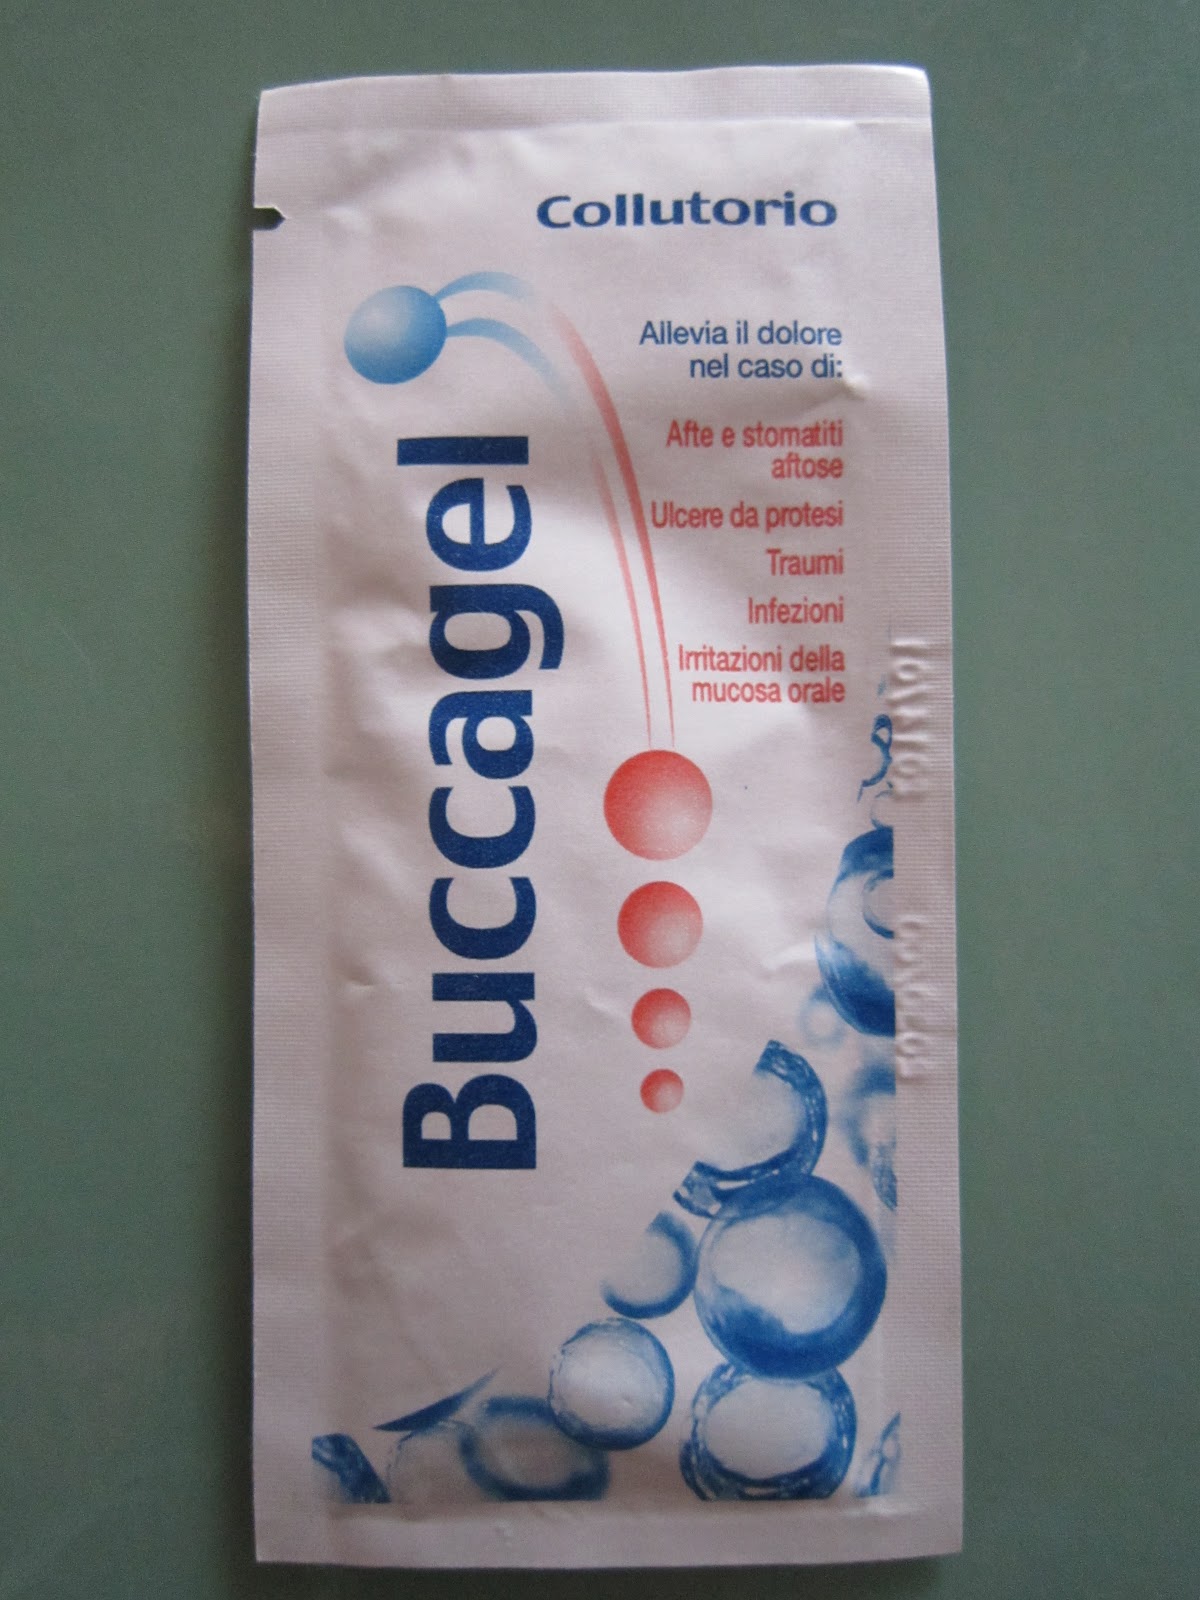 Collutorio
Allevia il dolore
nel caso di:
Afte e stomatiti
aftose
Ulcere da protesi
Traumi
Infezioni
Irritazioni della
mucosa orale
Buccagel